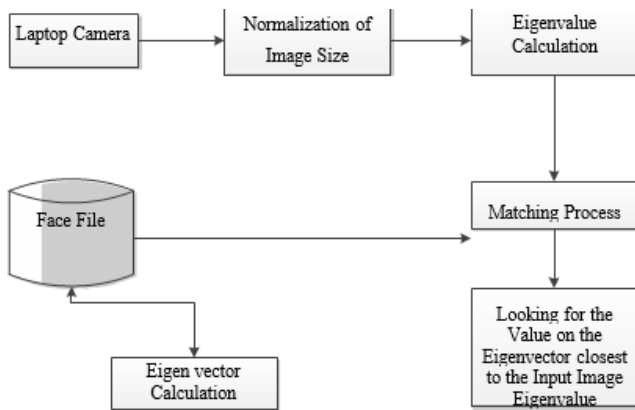 Laptop Camera
Normalization of
Image Size
Eigenvalue
Calculation
Face File
Matching Process
Eigen vector
Calculation
Looking for the
Value on the
Eigenvector closest
to the Input Image
Eigenvalue